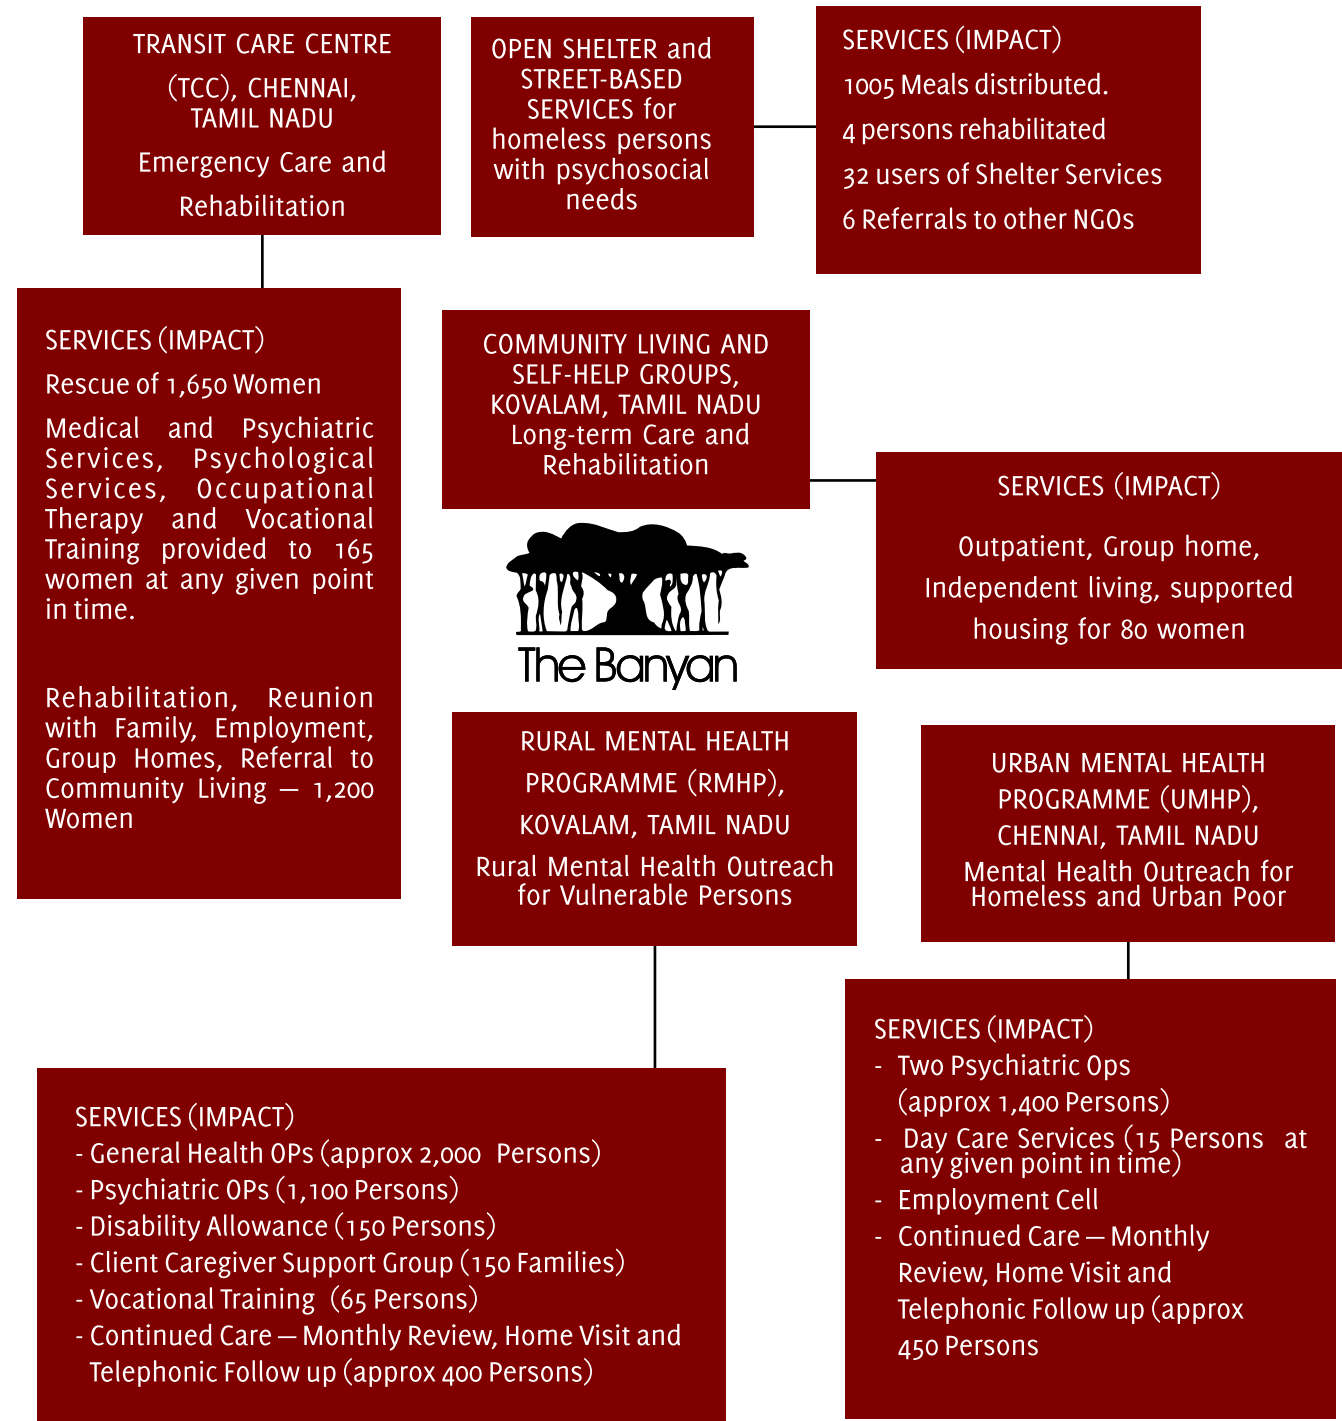 TRANSIT CARE CENTRE
(TCC), CHENNAI,
TAMIL NADU
Emergency Care and
Rehabilitation
SERVICES (IMPACT)
Rescue of 1,650 Women
Medical and Psychiatric
Services, Psychological
Services, Occupational
Therapy and Vocational
Training provided to 165
women at any given point
in time.
Rehabilitation, Reunion
with Family, Employment,
Group Homes, Referral to
Community Living — 1,200
Women
OPEN SHELTER and
STREET-BASED
SERVICES for
homeless persons
with psychosocial
needs
SERVICES (IMPACT)
1005 Meals distributed.
4 persons rehabilitated
32 users of Shelter Services
6 Referrals to other NGOs
COMMUNITY LIVING AND
SELF-HELP GROUPS,
KOVALAM, TAMIL NADU
Long-term Care and
Rehabilitation
SERVICES (IMPACT)
Outpatient, Group home,
Independent living, supported
housing for 80 women
The Banyan
RURAL MENTAL HEALTH
PROGRAMME (RMHP),
KOVALAM, TAMIL NADU
Rural Mental Health Outreach
for Vulnerable Persons
SERVICES (IMPACT)
- General Health OPs (approx 2,000 Persons)
- Psychiatric OPs (1,100 Persons)
- Disability Allowance (150 Persons)
- Client Caregiver Support Group (150 Families)
- Vocational Training (65 Persons)
- Continued Care — Monthly Review, Home Visit and
Telephonic Follow up (approx 400 Persons)
URBAN MENTAL HEALTH
PROGRAMME (UMHP),
CHENNAI, TAMIL NADU
Mental Health Outreach for
Homeless and Urban Poor
SERVICES (IMPACT)
- Two Psychiatric Ops
(approx 1,400 Persons)
- Day Care Services (15 Persons at
any given point in time)
- Employment Cell
- Continued Care — Monthly
Review, Home Visit and
Telephonic Follow up (approx
450 Persons